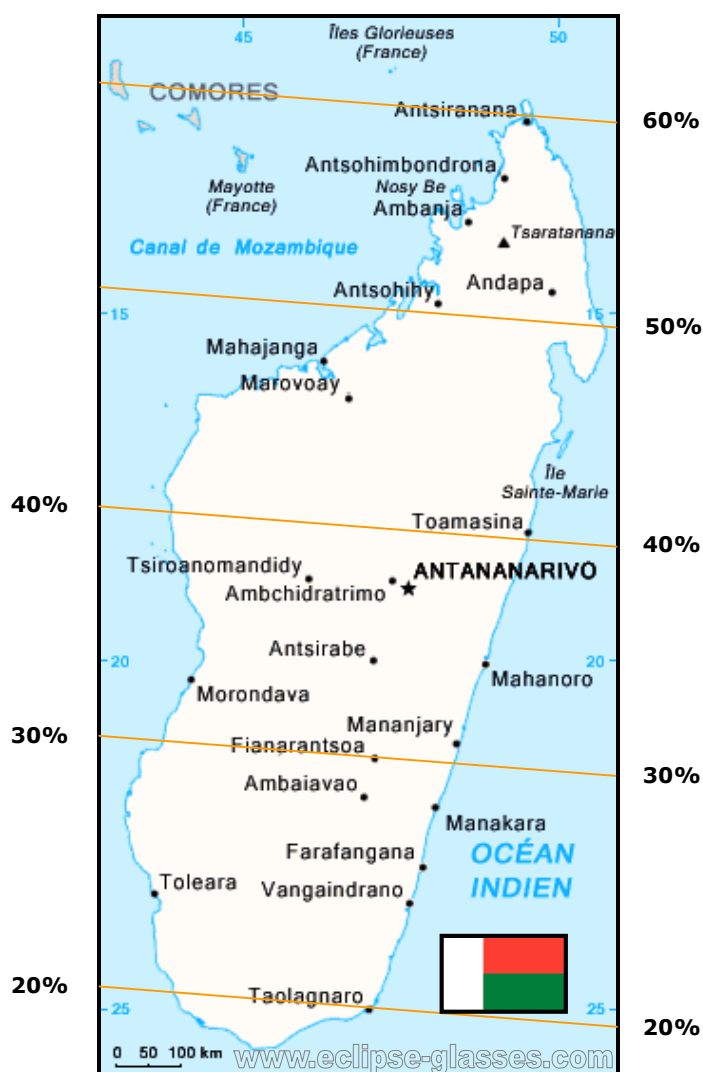 45
50
Îles Glorieuses
(France)
COMORES
Antsiranana
60%
Antsohimbondrona
Mayotte
(France)
Nosy Be
Ambanja
Tsaratanana
Canal de Mozambique
Antsohihy
Andapa
15
15
50%
Mahajanga
Marovoay
Île
Sainte-Marie
40%
Toamasina
40%
Tsiroanomandidy
ANTANANARIVO
Ambchidratrimo
Antsirabe
20
20
Mahanoro
Morondava
Mananjary
30%
Fianarantsoa
30%
Ambaiavao
Manakara
Farafangana
OCÉAN
INDIEN
Toleara
Vangaindrano
20%
Taolagnaro
25
25
20%
0 50 100 km
www.eclipse-glasses.com